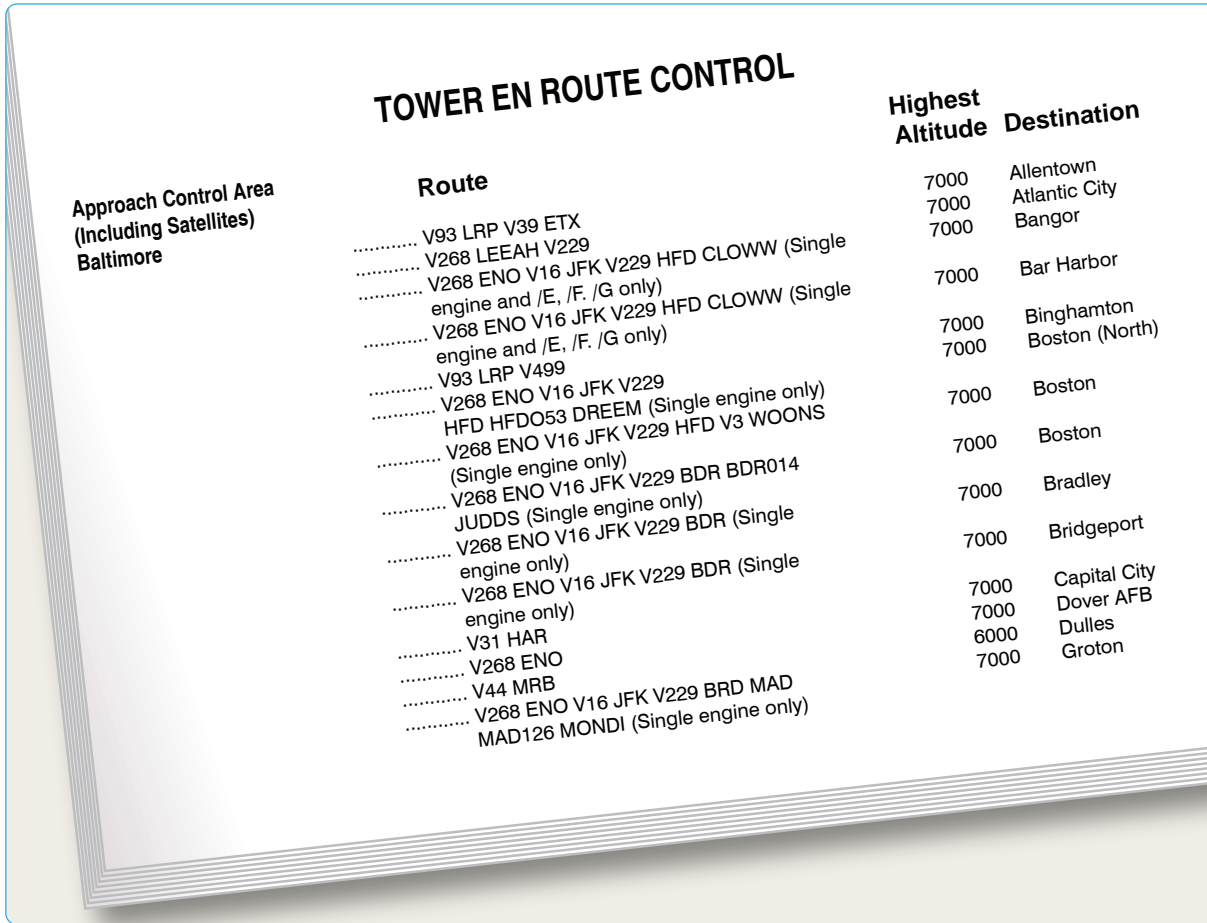 TOWER EN ROUTE CONTROL
Approach Control Area
(Including Satellites)
Baltimore
Route
Highest
Altitude Destination
............ V93 LRP V39 ETX 7000 Allentown
............ V268 LEEAH V229 7000 Atlantic City
............ V268 ENO V16 JFK V229 HFD CLOWW (Single 7000 Bangor
engine and /E, /F. /G only)
............ V268 ENO V16 JFK V229 HFD CLOWW (Single 7000 Bar Harbor
engine and /E, /F. /G only)
............ V93 LRP V499 7000 Binghamton
............ V268 ENO V16 JFK V229 7000 Boston (North)
HFD HFDO53 DREEM (Single engine only)
............ V268 ENO V16 JFK V229 HFD V3 WOONS 7000 Boston
(Single engine only)
............ V268 ENO V16 JFK V229 BDR BDR014 7000 Boston
JUDDS (Single engine only)
............ V268 ENO V16 JFK V229 BDR (Single 7000 Bradley
engine only)
............ V268 ENO V16 JFK V229 BDR (Single 7000 Bridgeport
engine only)
............ V31 HAR 7000 Capital City
............ V268 ENO 7000 Dover AFB
............ V44 MRB 6000 Dulles
............ V268 ENO V16 JFK V229 BRD MAD 7000 Groton
MAD126 MONDI (Single engine only)